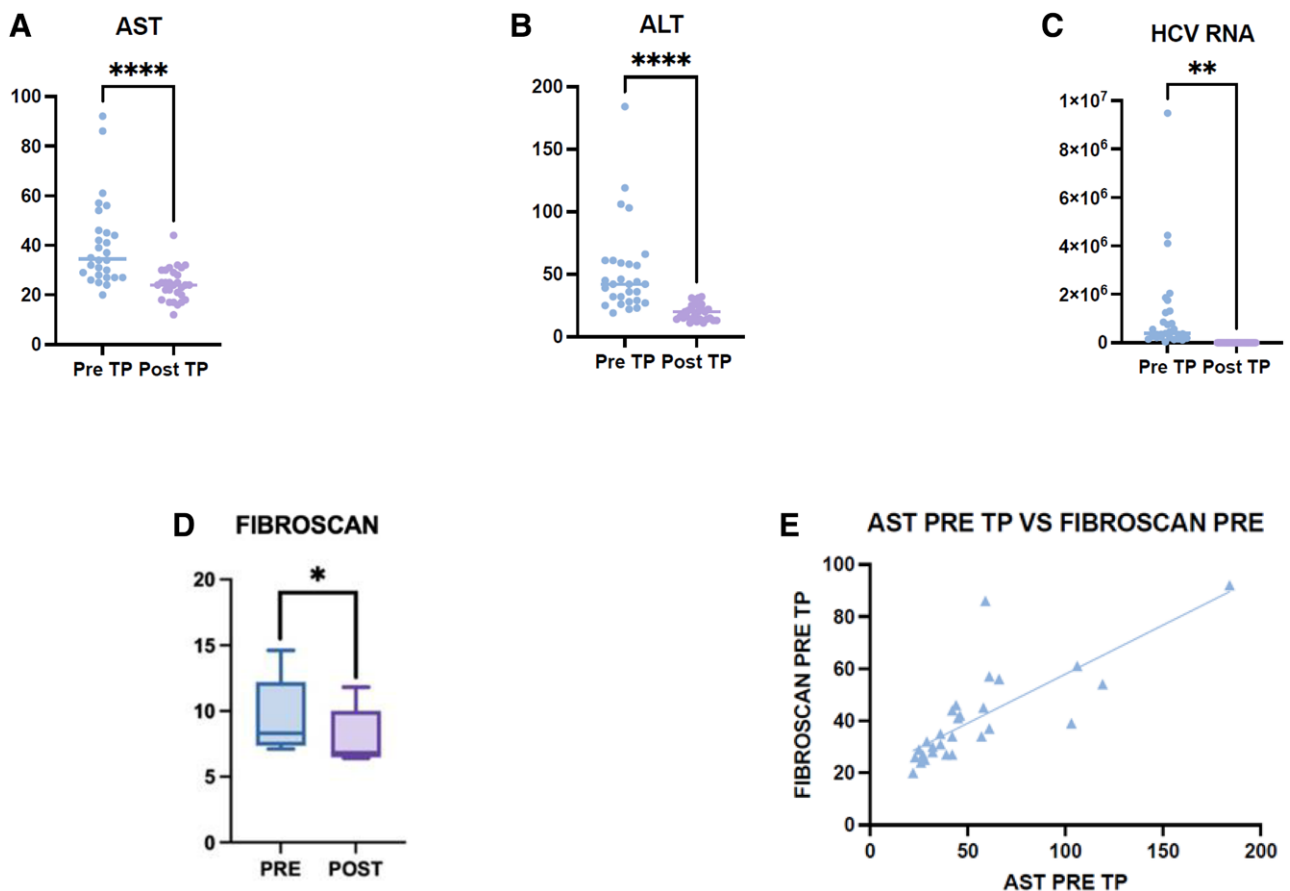 A
AST
****
100
80
60
40
20
0
Pre TP Post TP
B
ALT
****
200
150
100
50
0
Pre TP Post TP
C
HCV RNA
**
1×10⁷
8×10⁶
6×10⁶
4×10⁶
2×10⁶
0
Pre TP Post TP
D
FIBROSCAN
*
20
15
10
5
0
PRE POST
E
AST PRE TP VS FIBROSCAN PRE
FIBROSCAN PRE TP
100
80
60
40
20
0
0 50 100 150 200
AST PRE TP